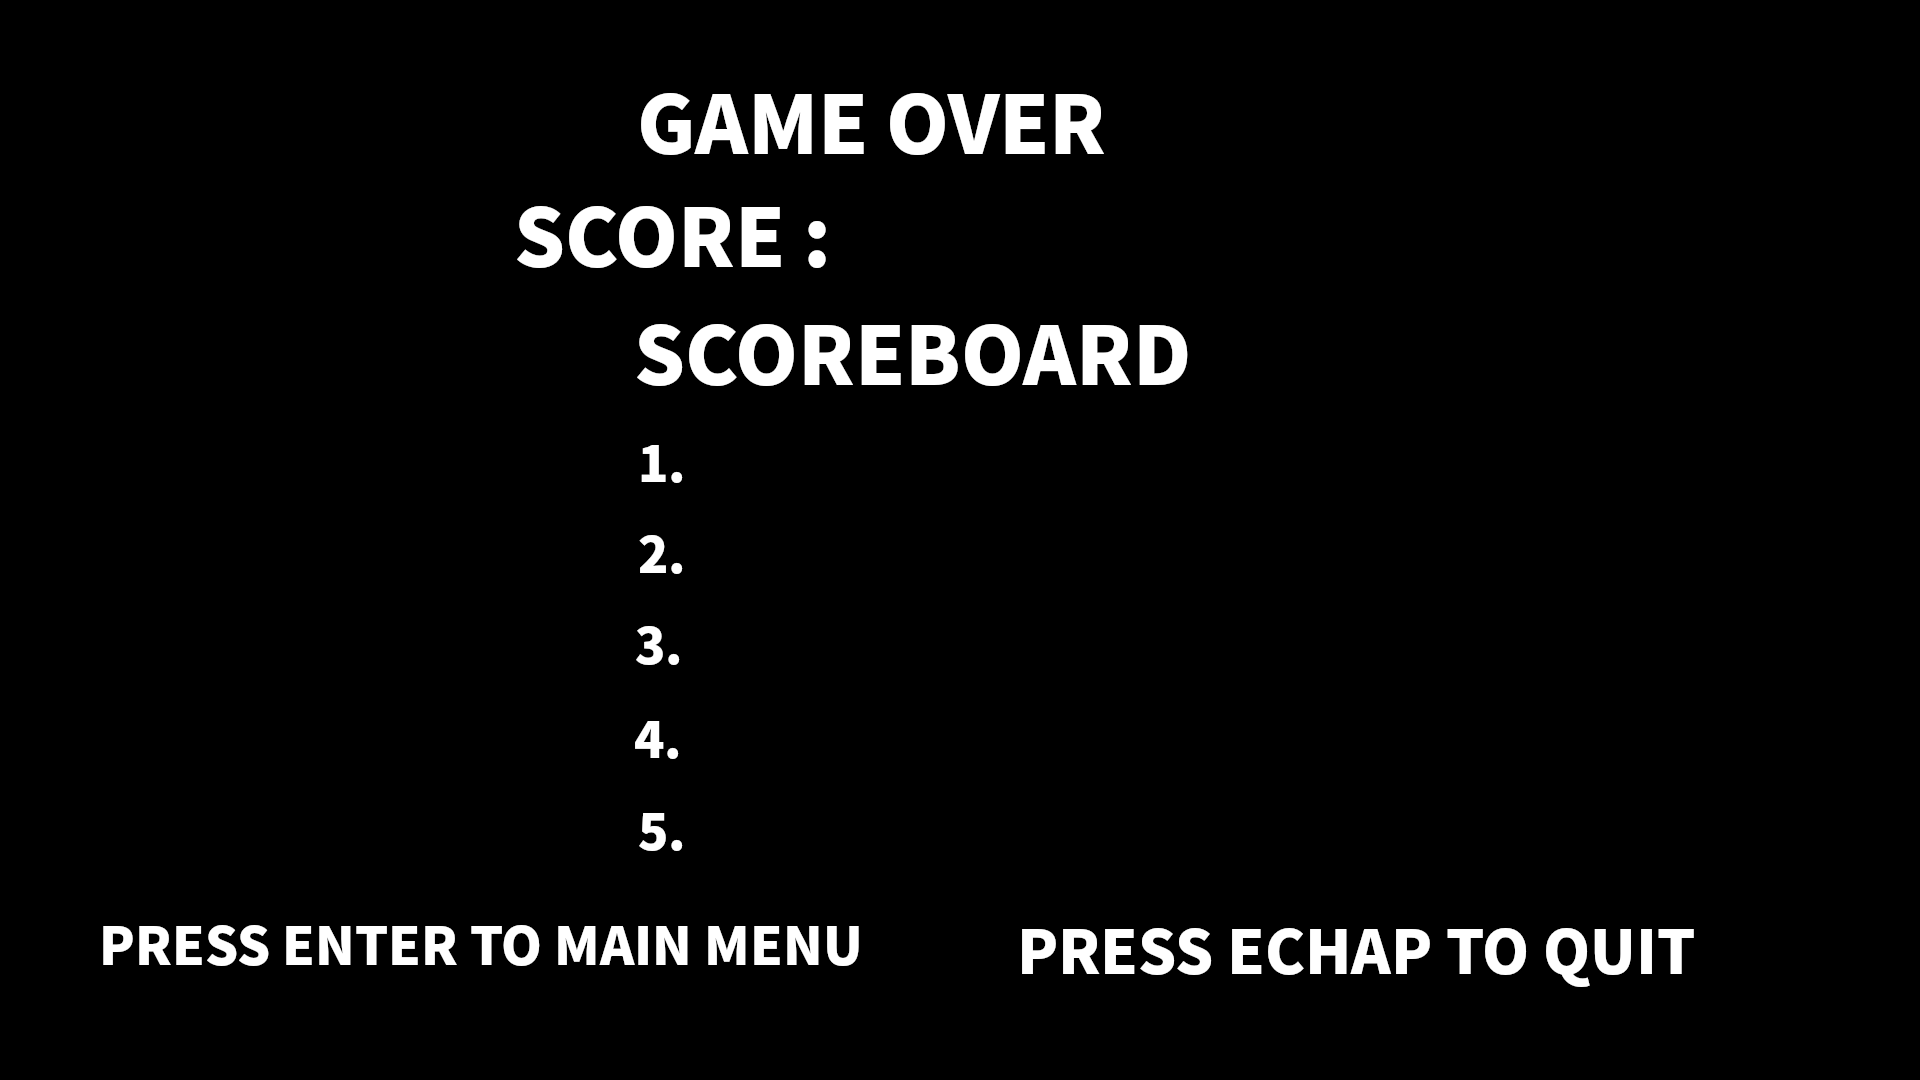 GAME OVER
SCORE :
SCOREBOARD
1.
2.
3.
4.
5.
PRESS ENTER TO MAIN MENU
PRESS ECHAP TO QUIT